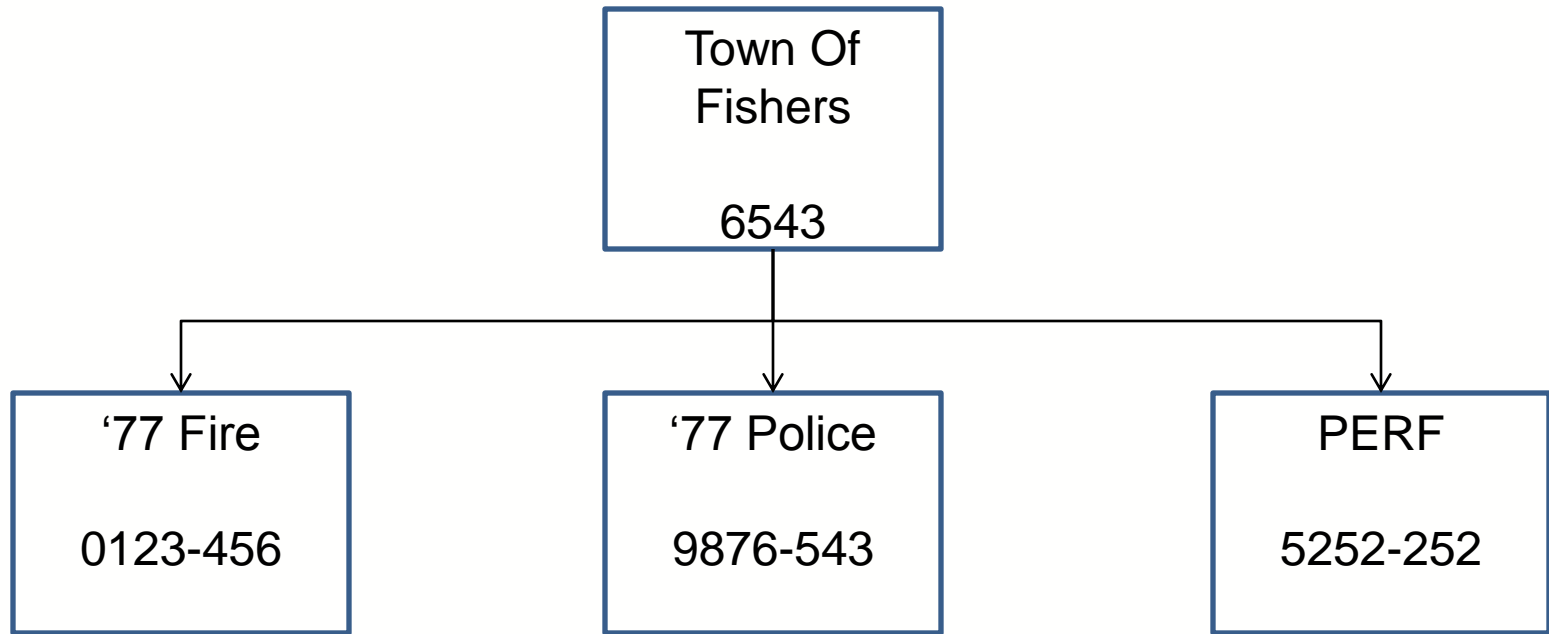 Town Of
Fishers
6543
‘77 Fire
0123-456
‘77 Police
9876-543
PERF
5252-252